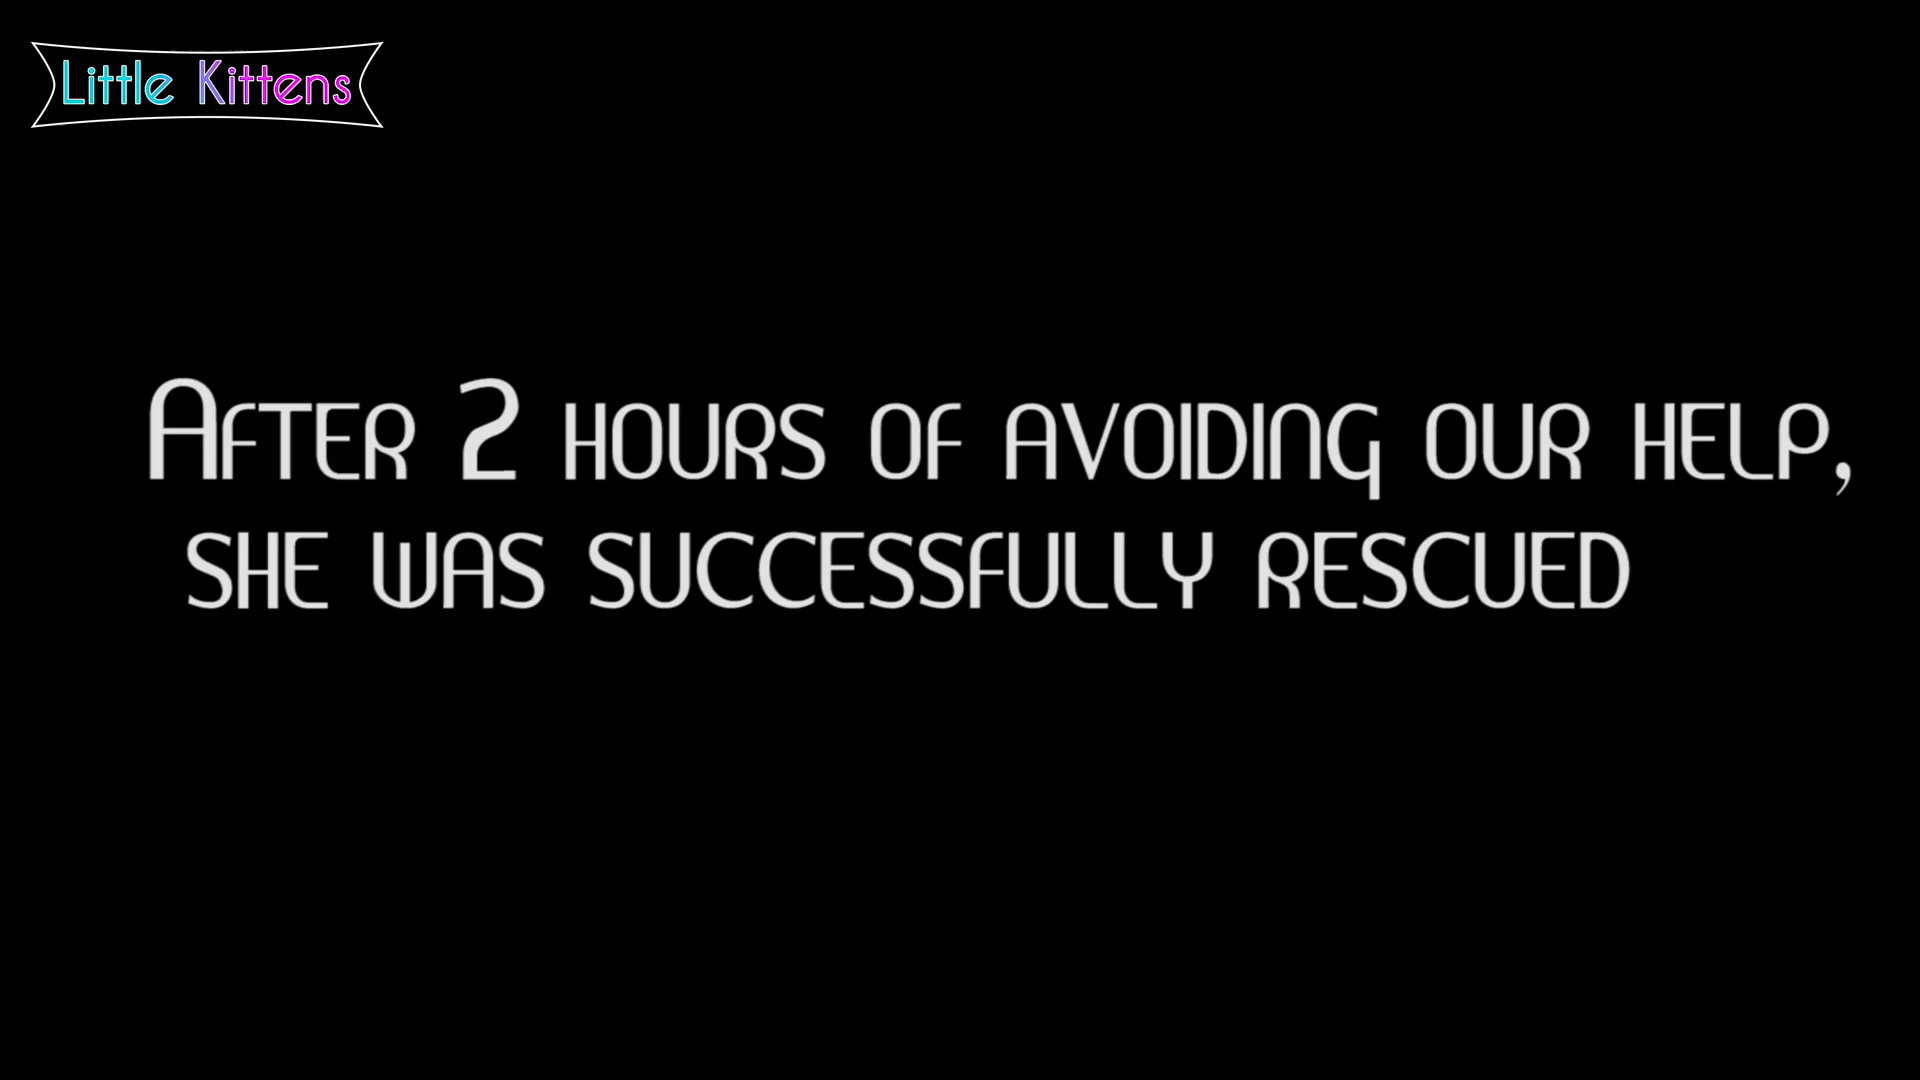 Little Kittens
After 2 hours of avoiding our help,
she was successfully rescued